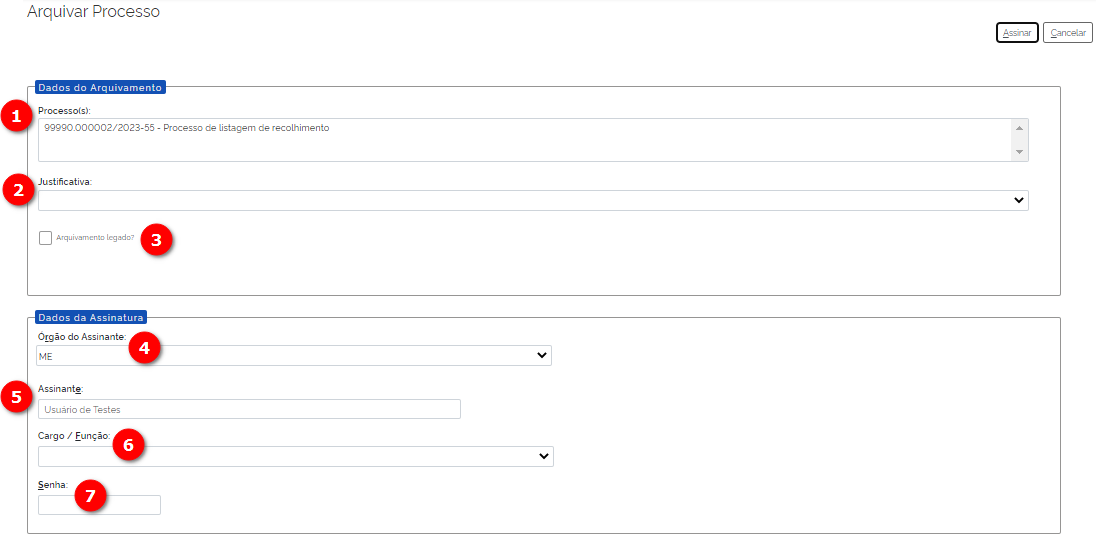 Arquivar Processo
Assinar Cancelar
Dados do Arquivamento
1 Processo(s):
99990.000002/2023-55 - Processo de listagem de recolhimento
2 Justificativa:
Arquivamento legado? 3
Dados da Assinatura
Órgão do Assinante: 4
ME
5 Assinante:
Usuário de Testes
Cargo / Função: 6
Senha: 7